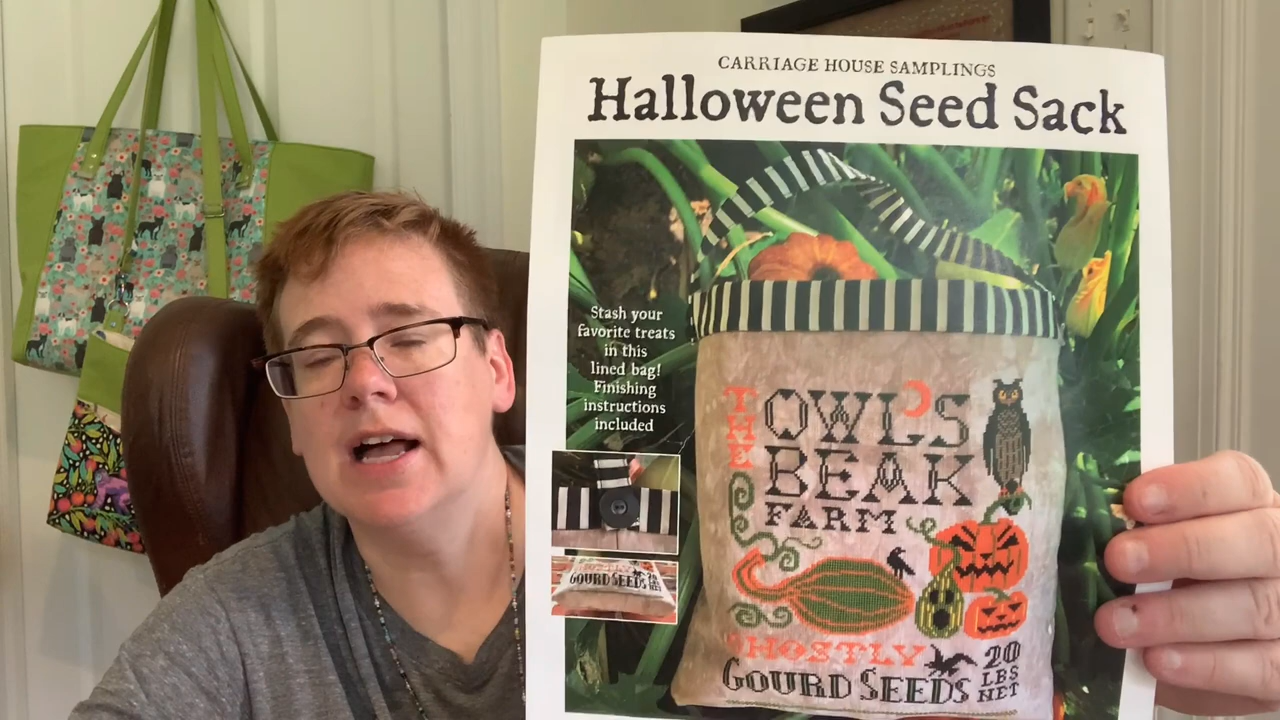 CARRIAGE HOUSE SAMPLINGS
Halloween Seed Sack
Stash your
favorite treats
in this
lined bag!
Finishing
instructions
included
THE
OWL'S
BEAK
FARM
GHOSTLY
GOURD SEEDS
20
LBS
NET
GOURD SEEDS